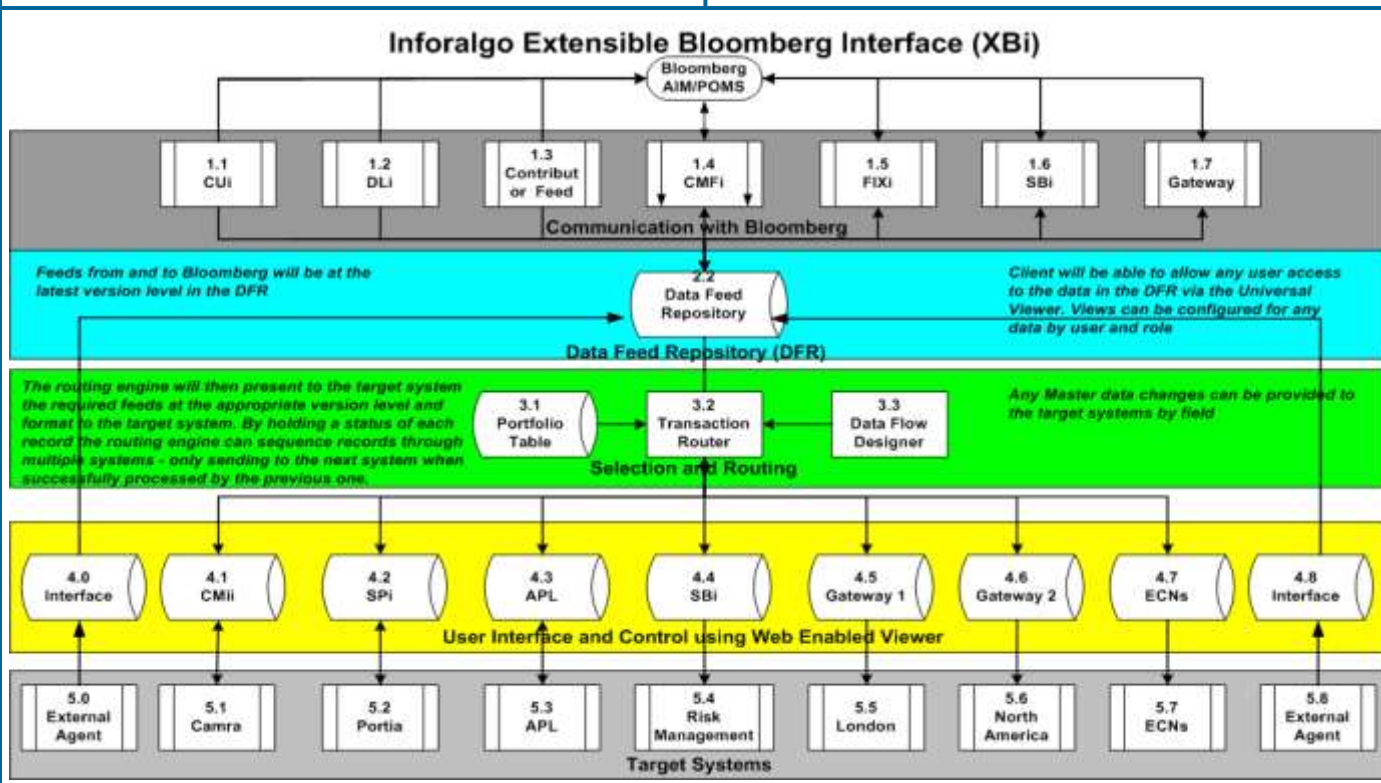 Inforalgo Extensible Bloomberg Interface (XBi)
Bloomberg
AIM/POMS
1.1
CUi
1.2
DLi
1.3
Contribut
or Feed
1.4
CMFi
1.5
FIXi
1.6
SBi
1.7
Gateway
Communication with Bloomberg
Feeds from and to Bloomberg will be at the
latest version level in the DFR
2.2
Data Feed
Repository
Client will be able to allow any user access
to the data in the DFR via the Universal
Viewer. Views can be configured for any
data by user and role
Data Feed Repository (DFR)
The routing engine will then present to the target system
the required feeds at the appropriate version level and
format to the target system. By holding a status of each
record the routing engine can sequence records through
multiple systems - only sending to the next system when
successfully processed by the previous one.
3.1
Portfolio
Table
3.2
Transaction
Router
3.3
Data Flow
Designer
Any Master data changes can be provided to
the target systems by field
Selection and Routing
4.0
Interface
4.1
CMIi
4.2
SPi
4.3
APL
4.4
SBi
4.5
Gateway 1
4.6
Gateway 2
4.7
ECNs
4.8
Interface
User Interface and Control using Web Enabled Viewer
5.0
External
Agent
5.1
Camra
5.2
Portia
5.3
APL
5.4
Risk
Management
5.5
London
5.6
North
America
5.7
ECNs
5.8
External
Agent
Target Systems